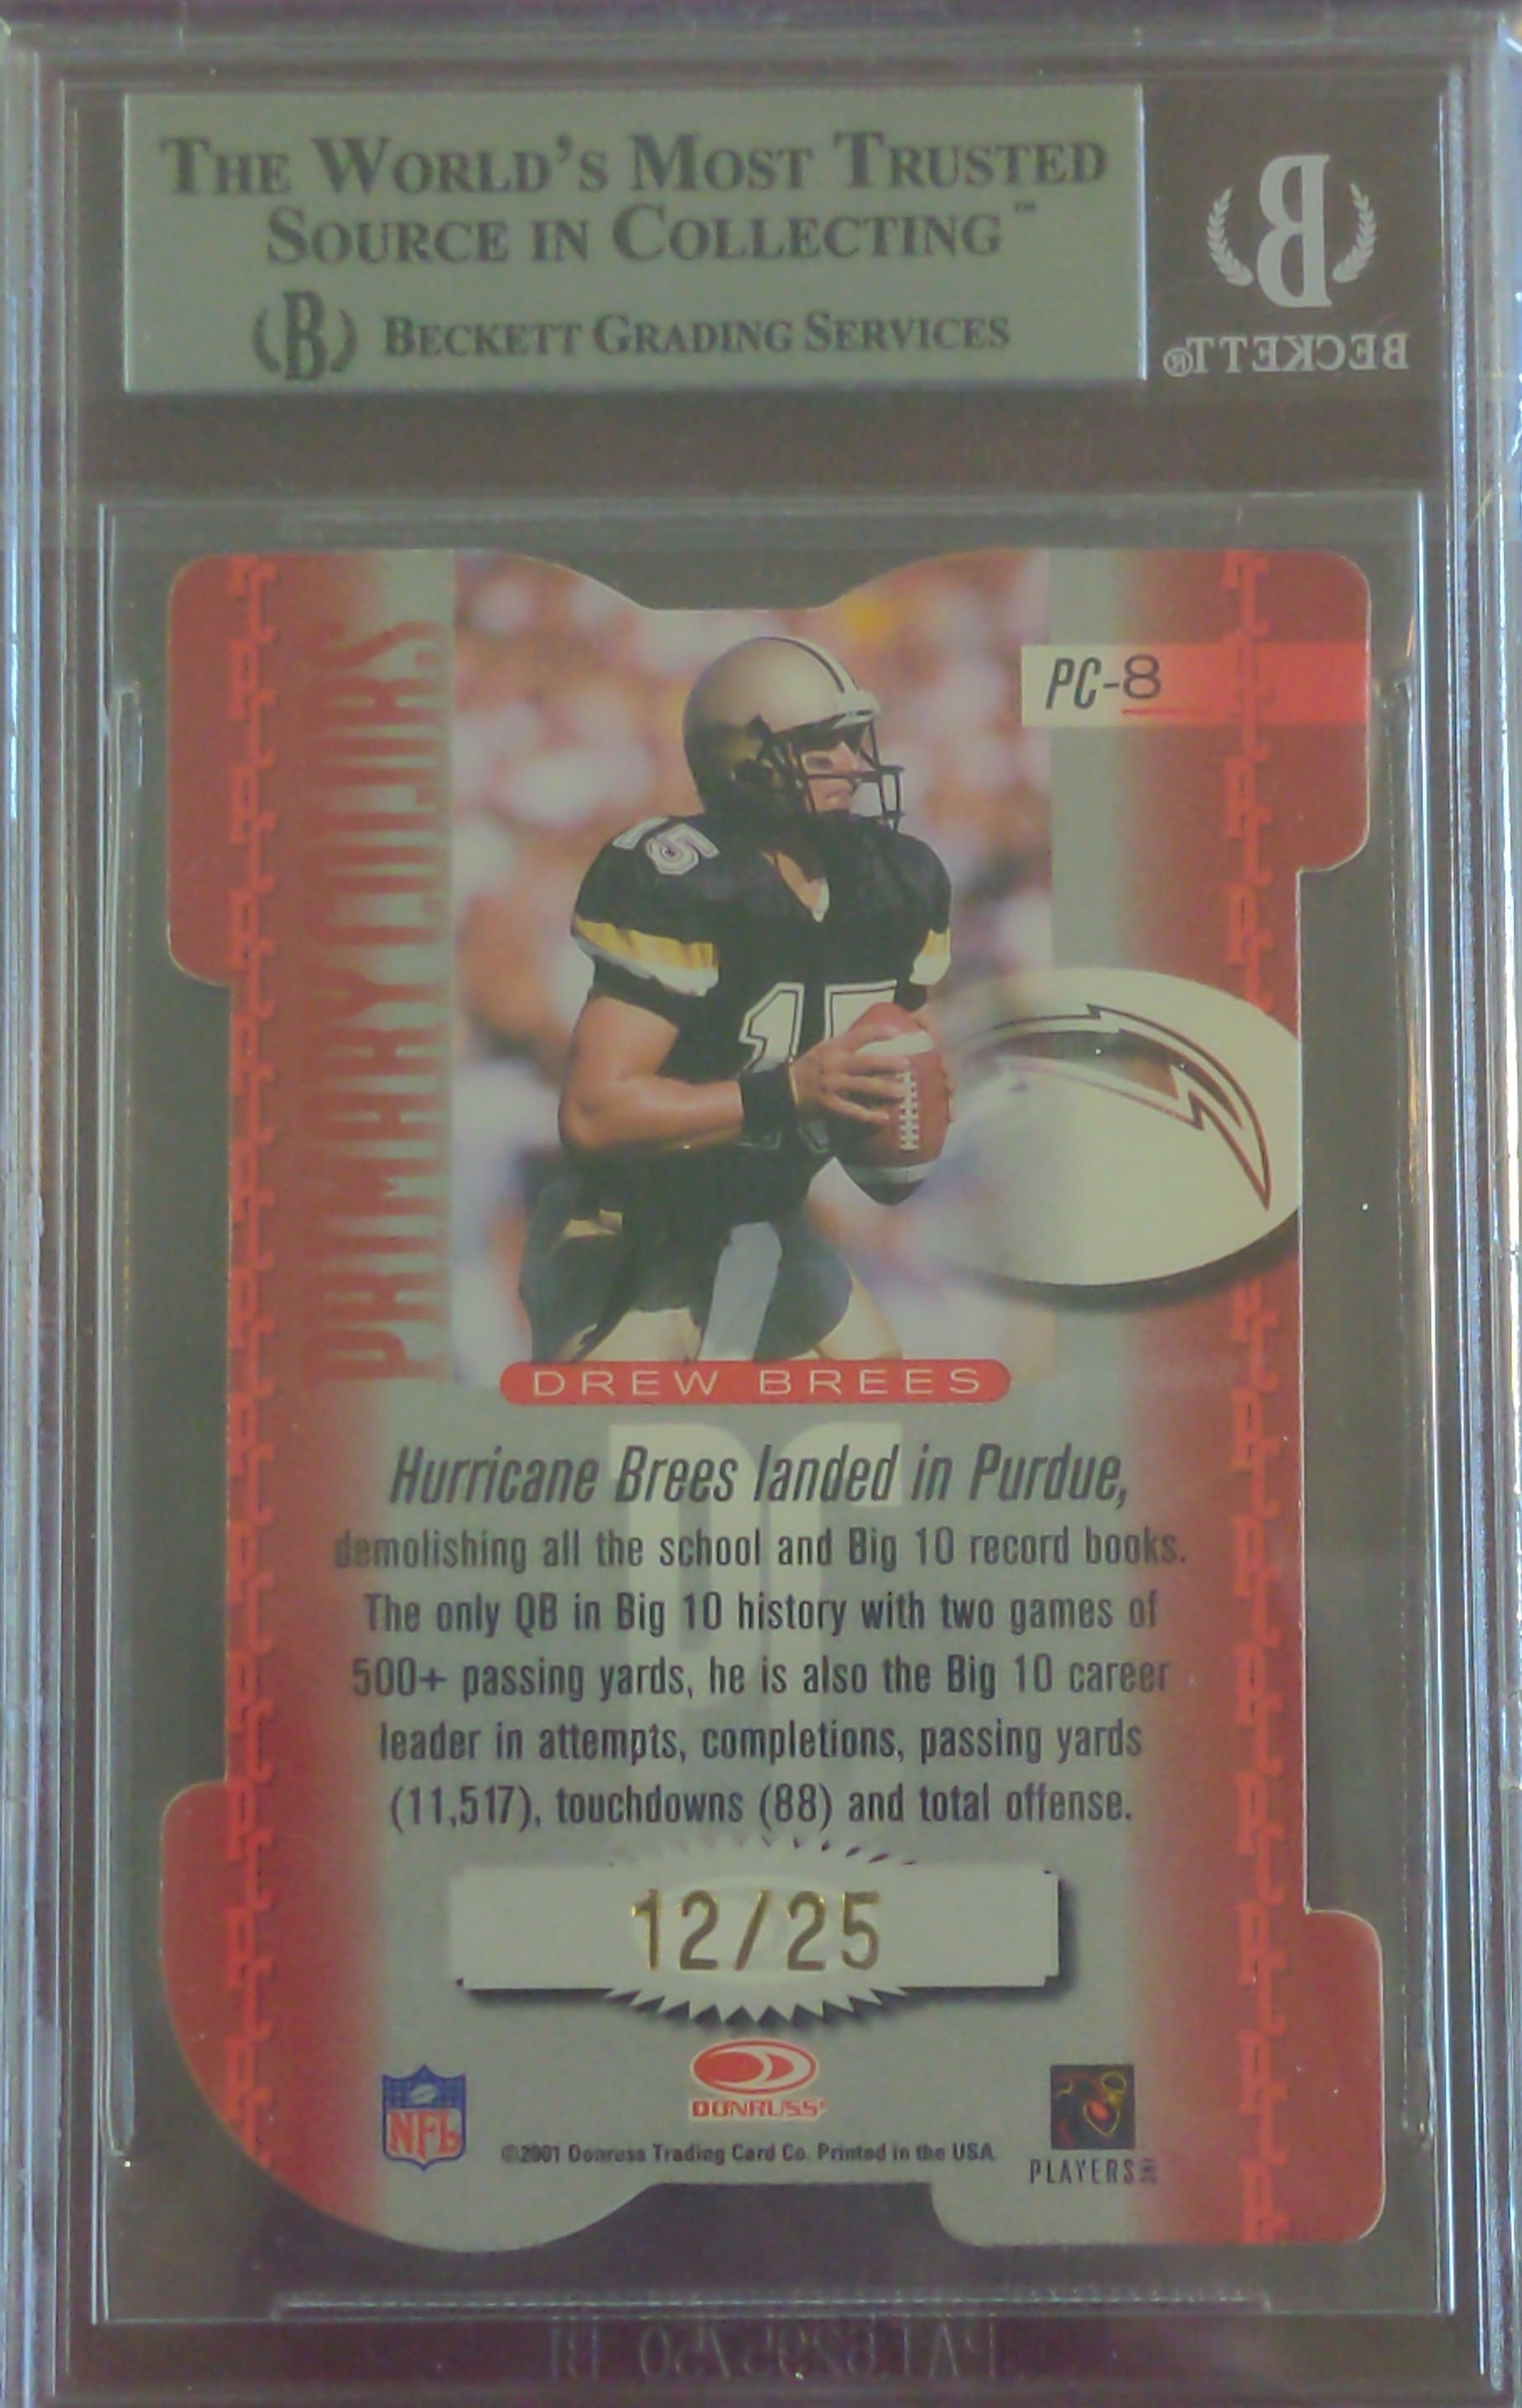 THE WORLD'S MOST TRUSTED
SOURCE IN COLLECTING™
B BECKETT GRADING SERVICES
B
BECKETT®
PRIMARY COLORS
PC-8
15
15
DREW BREES
Hurricane Brees landed in Purdue,
demolishing all the school and Big 10 record books.
The only QB in Big 10 history with two games of
500+ passing yards, he is also the Big 10 career
leader in attempts, completions, passing yards
(11,517), touchdowns (88) and total offense.
PC
12/25
NFL
DONRUSS®
©2001 Donruss Trading Card Co. Printed in the USA.
PLAYERS